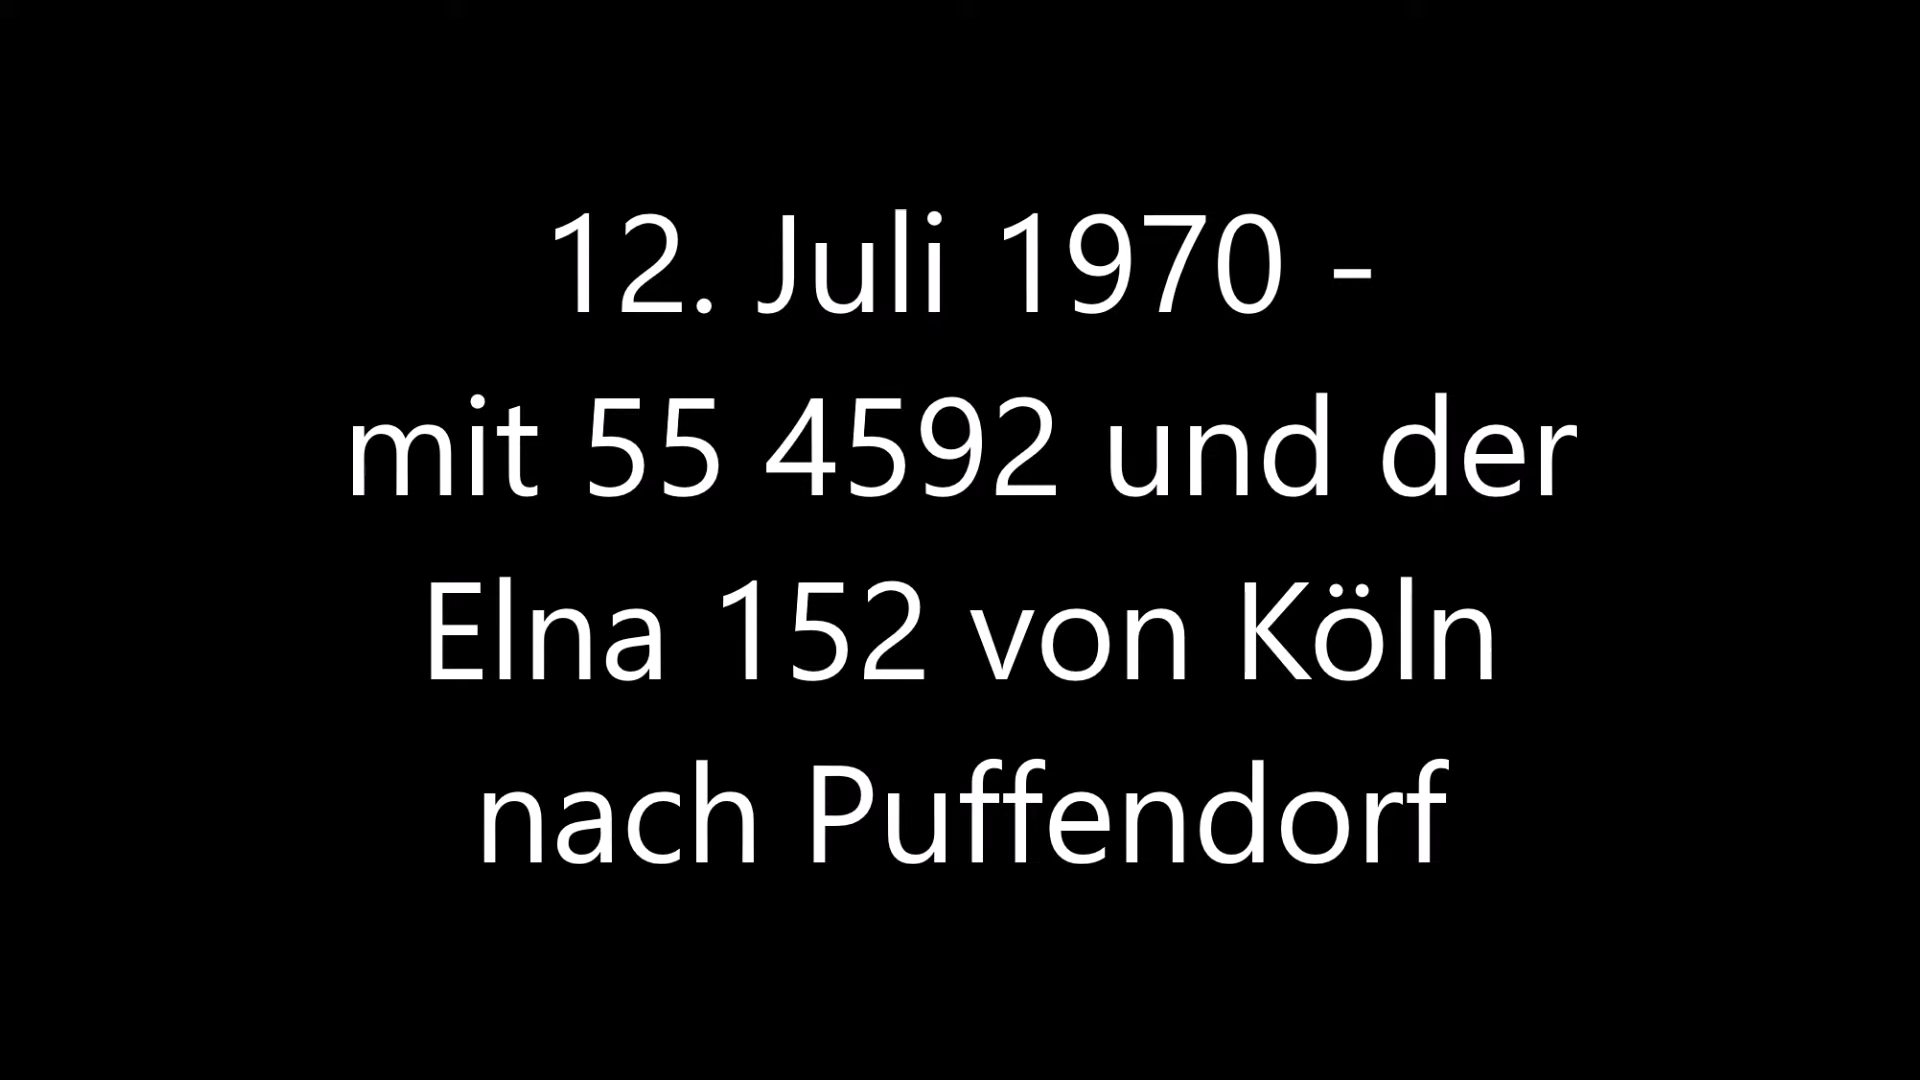 12. Juli 1970 -
mit 55 4592 und der
Elna 152 von Köln
nach Puffendorf